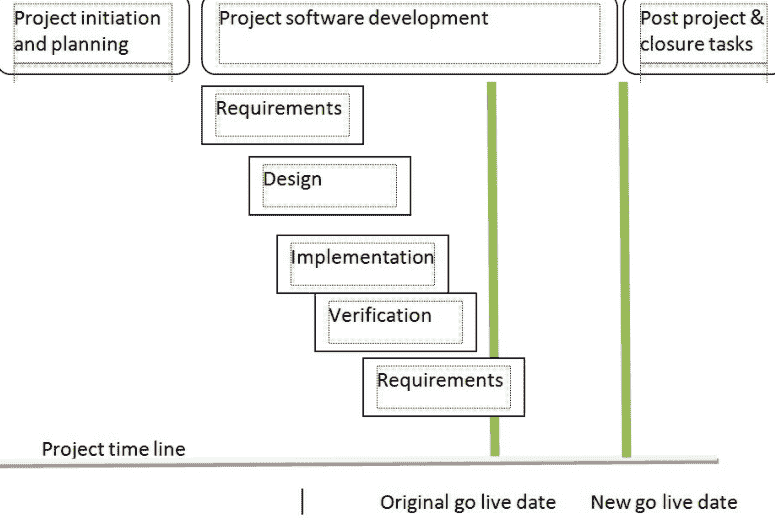 Project initiation
and planning
Project software development
Post project &
closure tasks
Requirements
Design
Implementation
Verification
Requirements
Project time line
Original go live date
New go live date